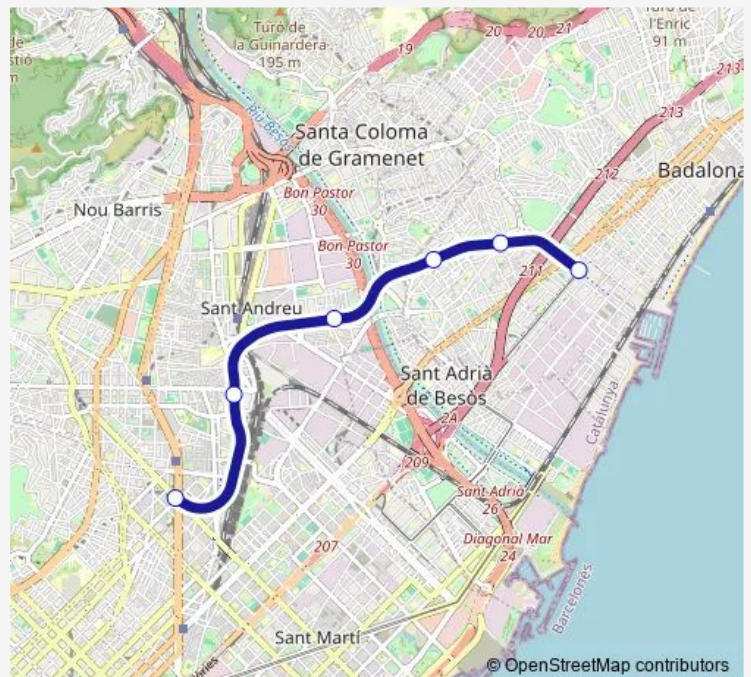 Turó de
la Guinardera
195 m
Turó de
l'Enric
91 m
19
20
20
21
213
213
Riu Besòs
Santa Coloma
de Gramenet
212
Badalona
Bon Pastor
30
Nou Barris
Bon Pastor
30
211
Sant Andreu
Sant Adrià
de Besòs
2A
Catalunya
209
Sant Adrià
26
207
Diagonal Mar
24
Barcelonès
Sant Martí
© OpenStreetMap contributors